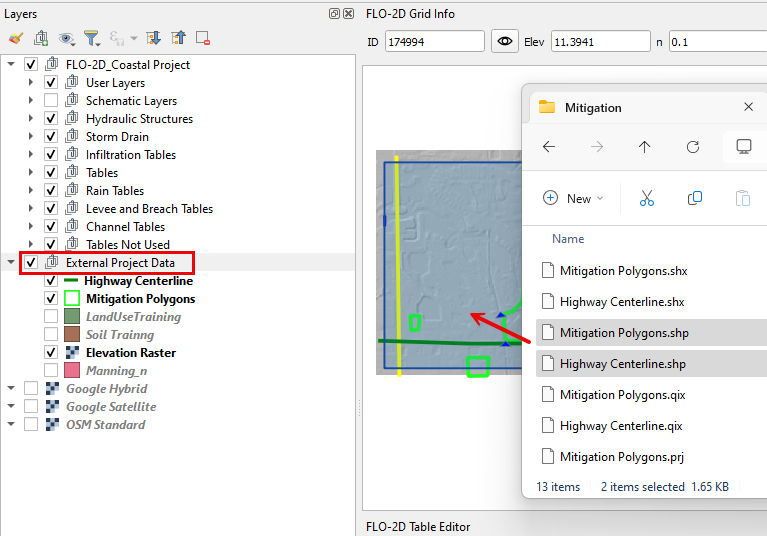 Layers
FLO-2D_Coastal Project
User Layers
Schematic Layers
Hydraulic Structures
Storm Drain
Infiltration Tables
Tables
Rain Tables
Levee and Breach Tables
Channel Tables
Tables Not Used
External Project Data
Highway Centerline
Mitigation Polygons
LandUseTraining
Soil Trainng
Elevation Raster
Manning_n
Google Hybrid
Google Satellite
OSM Standard
FLO-2D Grid Info
ID 174994 Elev 11.3941 n 0.1
Mitigation
New
Name
Mitigation Polygons.shx
Highway Centerline.shx
Mitigation Polygons.shp
Highway Centerline.shp
Mitigation Polygons.qix
Highway Centerline.qix
Mitigation Polygons.prj
13 items 2 items selected 1.65 KB
FLO-2D Table Editor